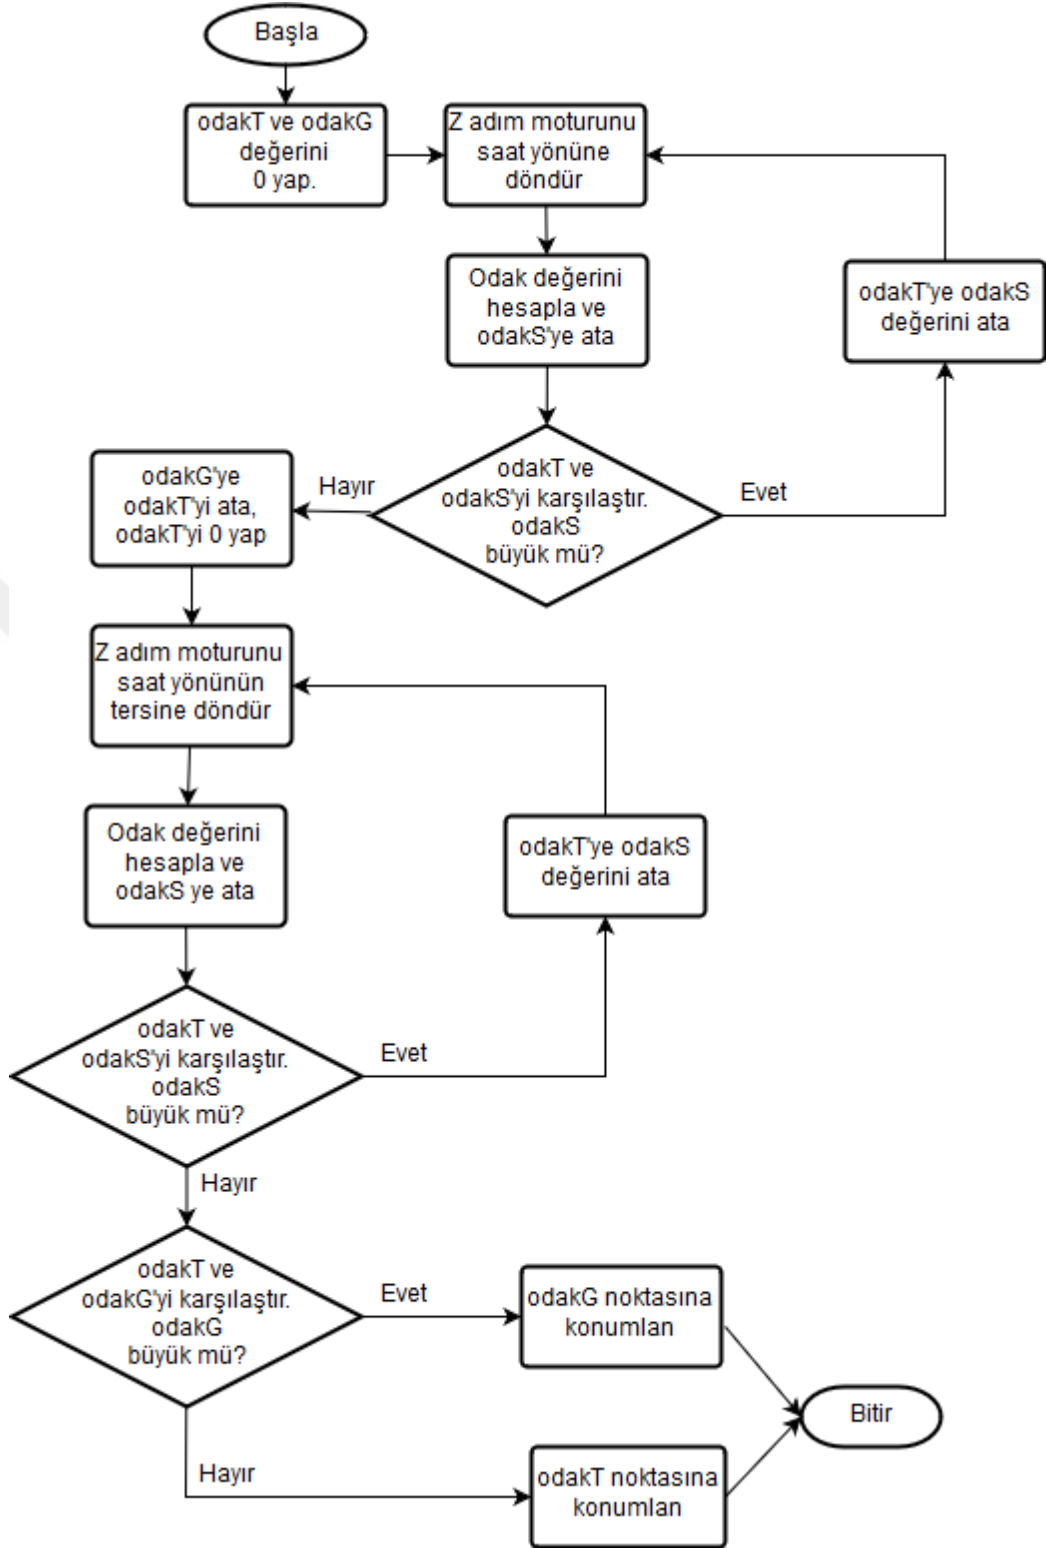 Başla
odakT ve odakG
değerini
0 yap.
Z adım moturunu
saat yönüne
döndür
Odak değerini
hesapla ve
odakS'ye ata
odakT'ye odakS
değerini ata
odakT ve
odakS'yi karşılaştır.
odakS
büyük mü?
Evet
Hayır
odakG'ye
odakT'yi ata,
odakT'yi 0 yap
Z adım moturunu
saat yönünün
tersine döndür
Odak değerini
hesapla ve
odakS ye ata
odakT'ye odakS
değerini ata
odakT ve
odakS'yi karşılaştır.
odakS
büyük mü?
Evet
Hayır
odakT ve
odakG'yi karşılaştır.
odakG
büyük mü?
Evet
odakG noktasına
konumlan
Bitir
Hayır
odakT noktasına
konumlan